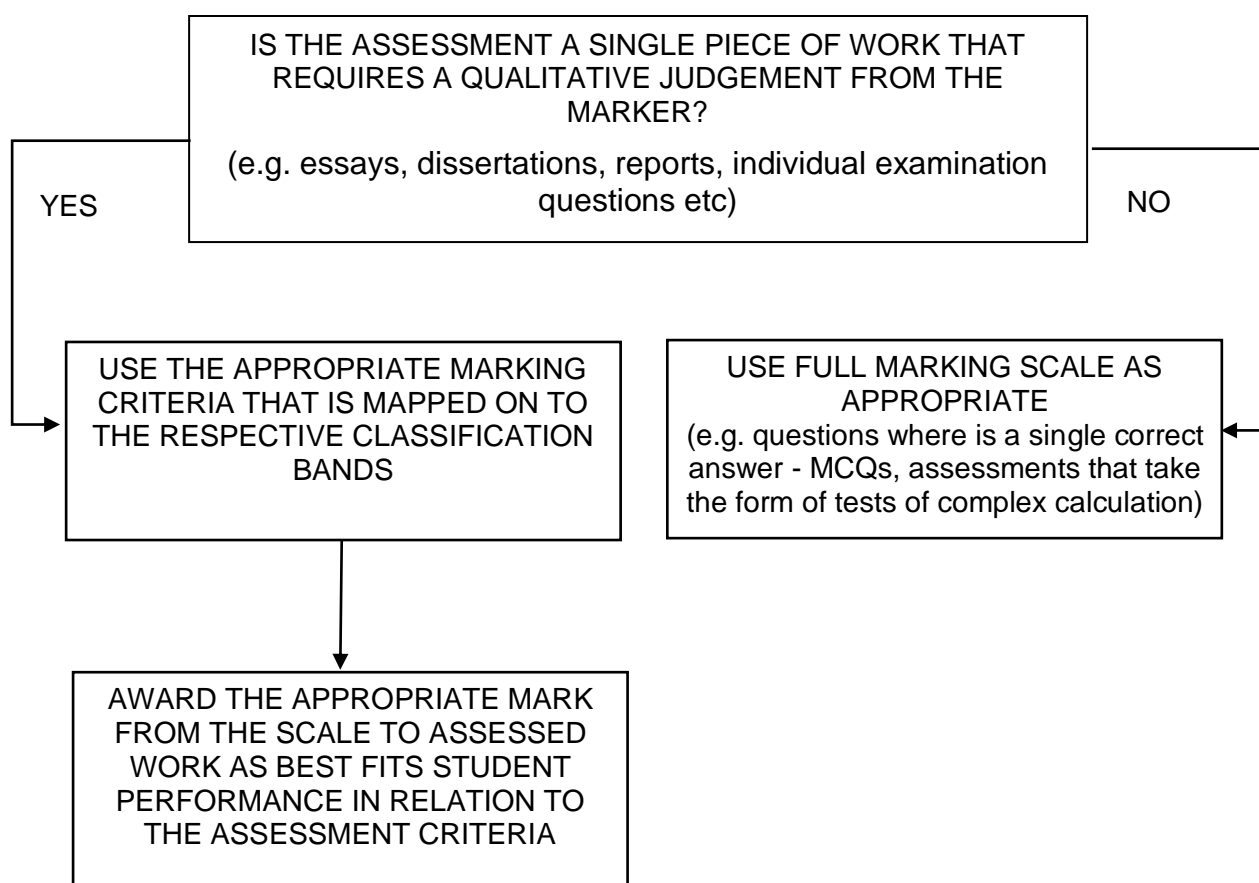 IS THE ASSESSMENT A SINGLE PIECE OF WORK THAT
REQUIRES A QUALITATIVE JUDGEMENT FROM THE
MARKER?
(e.g. essays, dissertations, reports, individual examination
questions etc)
YES
NO
USE THE APPROPRIATE MARKING
CRITERIA THAT IS MAPPED ON TO
THE RESPECTIVE CLASSIFICATION
BANDS
USE FULL MARKING SCALE AS
APPROPRIATE
(e.g. questions where is a single correct
answer - MCQs, assessments that take
the form of tests of complex calculation)
AWARD THE APPROPRIATE MARK
FROM THE SCALE TO ASSESSED
WORK AS BEST FITS STUDENT
PERFORMANCE IN RELATION TO
THE ASSESSMENT CRITERIA